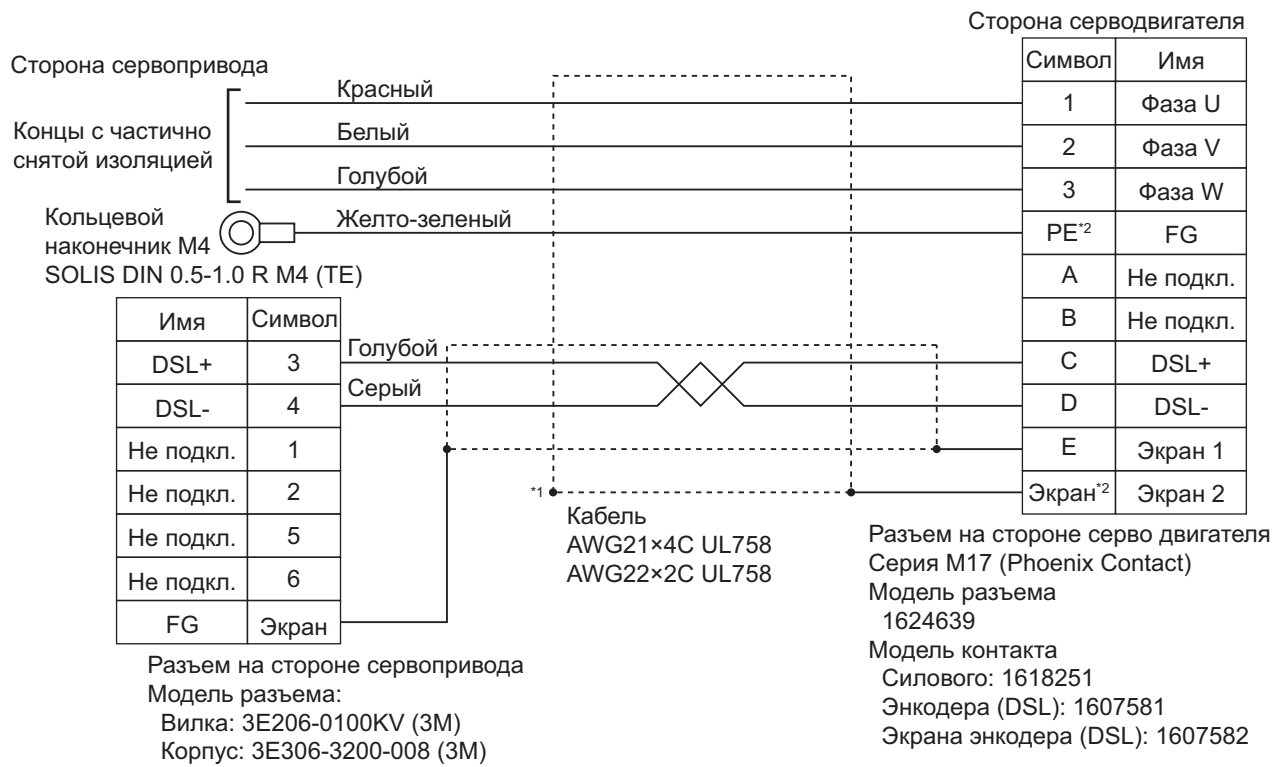 Сторона серводвигателя
Символ Имя
Сторона сервопривода
Красный
1 Фаза U
Концы с частично
снятой изоляцией
Белый
2 Фаза V
Голубой
3 Фаза W
Кольцевой
наконечник M4
SOLIS DIN 0.5-1.0 R M4 (TE)
Желто-зеленый
PE*2 FG
A Не подкл.
B Не подкл.
Имя Символ
DSL+ 3
Голубой
C DSL+
DSL- 4
Серый
D DSL-
Не подкл. 1
E Экран 1
Не подкл. 2
*1
Экран*2 Экран 2
Не подкл. 5
Не подкл. 6
FG Экран
Кабель
AWG21×4C UL758
AWG22×2C UL758
Разъем на стороне серво двигателя
Серия M17 (Phoenix Contact)
Модель разъема
1624639
Модель контакта
Силового: 1618251
Энкодера (DSL): 1607581
Экрана энкодера (DSL): 1607582
Разъем на стороне сервопривода
Модель разъема:
Вилка: 3E206-0100KV (3M)
Корпус: 3E306-3200-008 (3M)